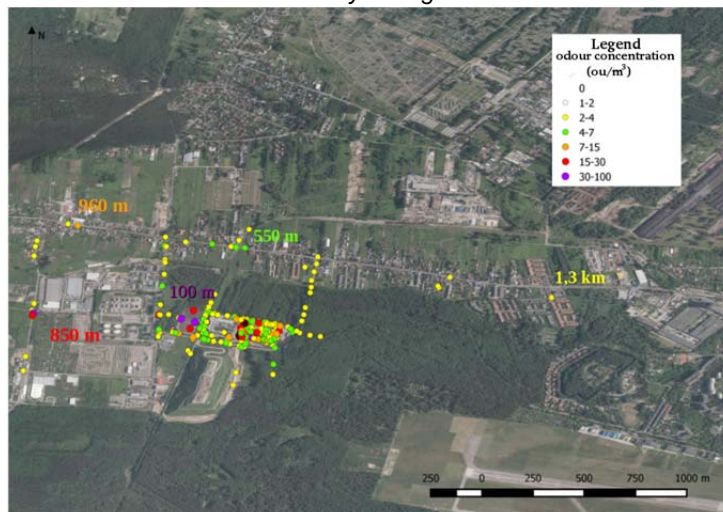 N
Legend
odour concentration
(ou/m³)
0
1-2
2-4
4-7
7-15
15-30
30-100
960 m
550 m
100 m
1,3 km
850 m
250 0 250 500 750 1000 m